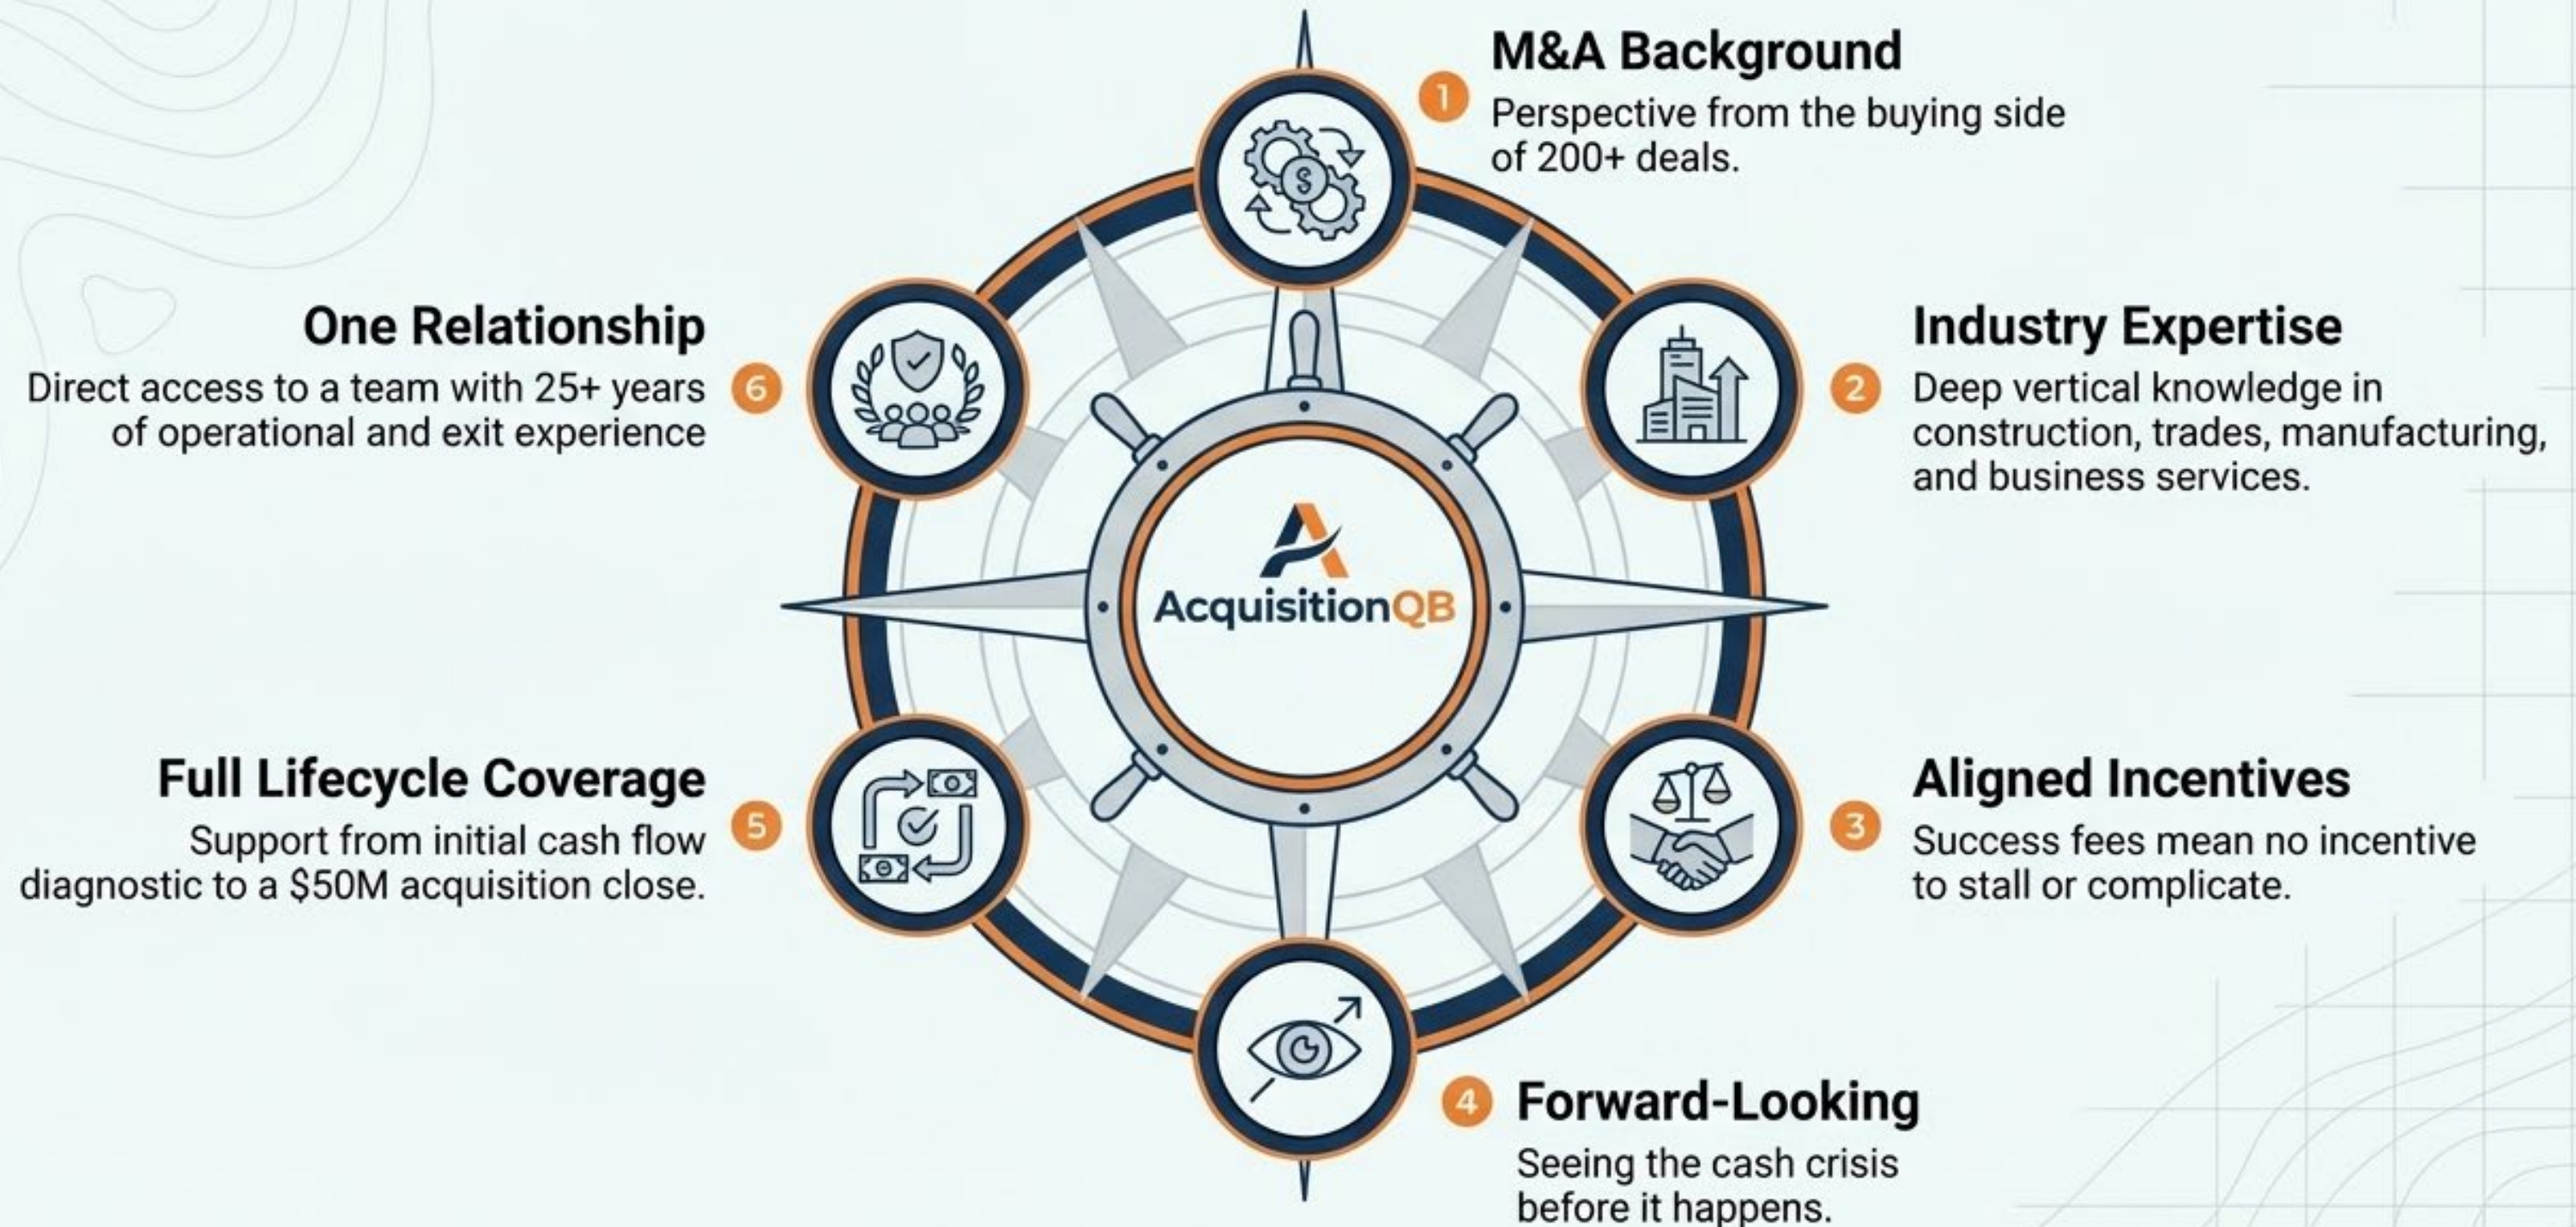 1
M&A Background
Perspective from the buying side
of 200+ deals.
2
Industry Expertise
Deep vertical knowledge in
construction, trades, manufacturing,
and business services.
3
Aligned Incentives
Success fees mean no incentive
to stall or complicate.
4
Forward-Looking
Seeing the cash crisis
before it happens.
5
Full Lifecycle Coverage
Support from initial cash flow
diagnostic to a $50M acquisition close.
6
One Relationship
Direct access to a team with 25+ years
of operational and exit experience
AcquisitionQB
$